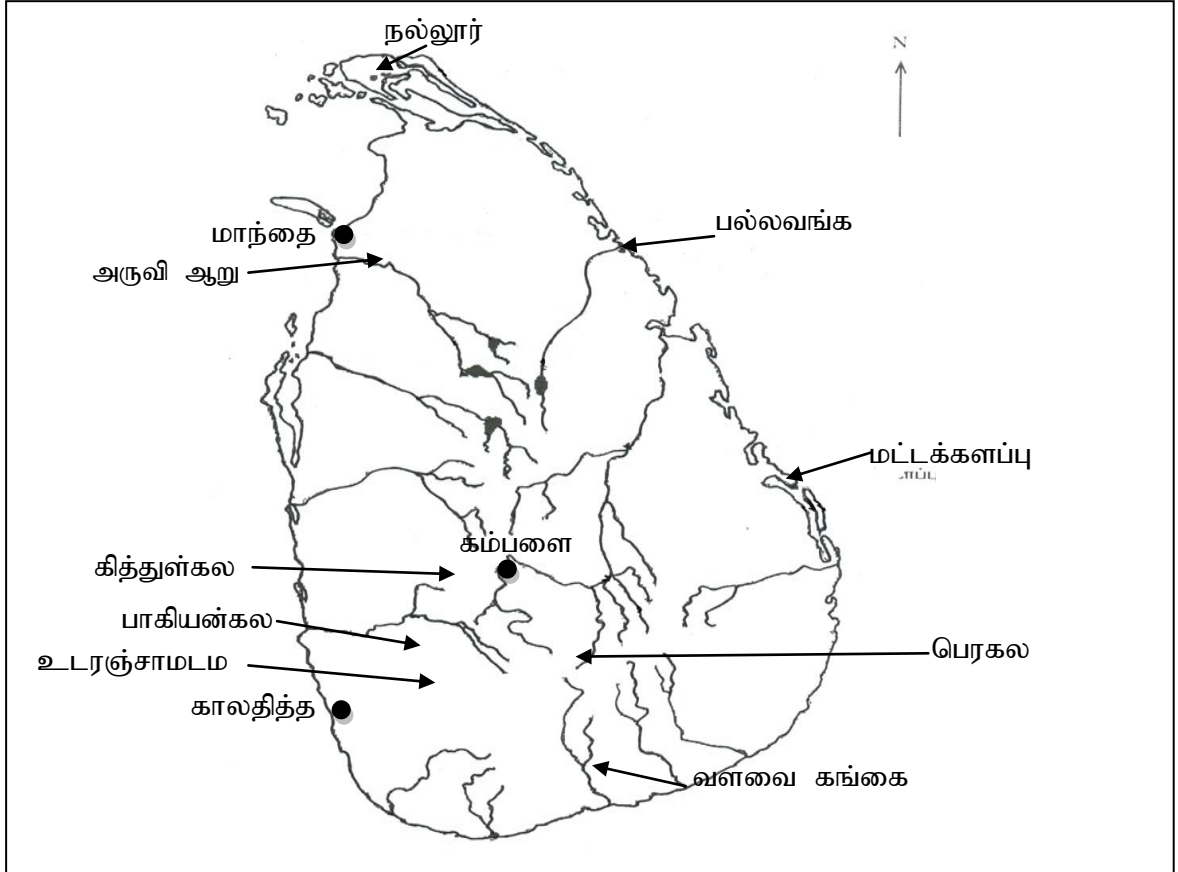 நல்லூர்
N
மாந்தை
பல்லவங்க
அருவி ஆறு
மட்டக்களப்பு
ளப்பு
கம்பளை
கித்துள்கல
பாகியன்கல
பெரகல
உடரஞ்சாமடம
காலதித்த
வளவை கங்கை